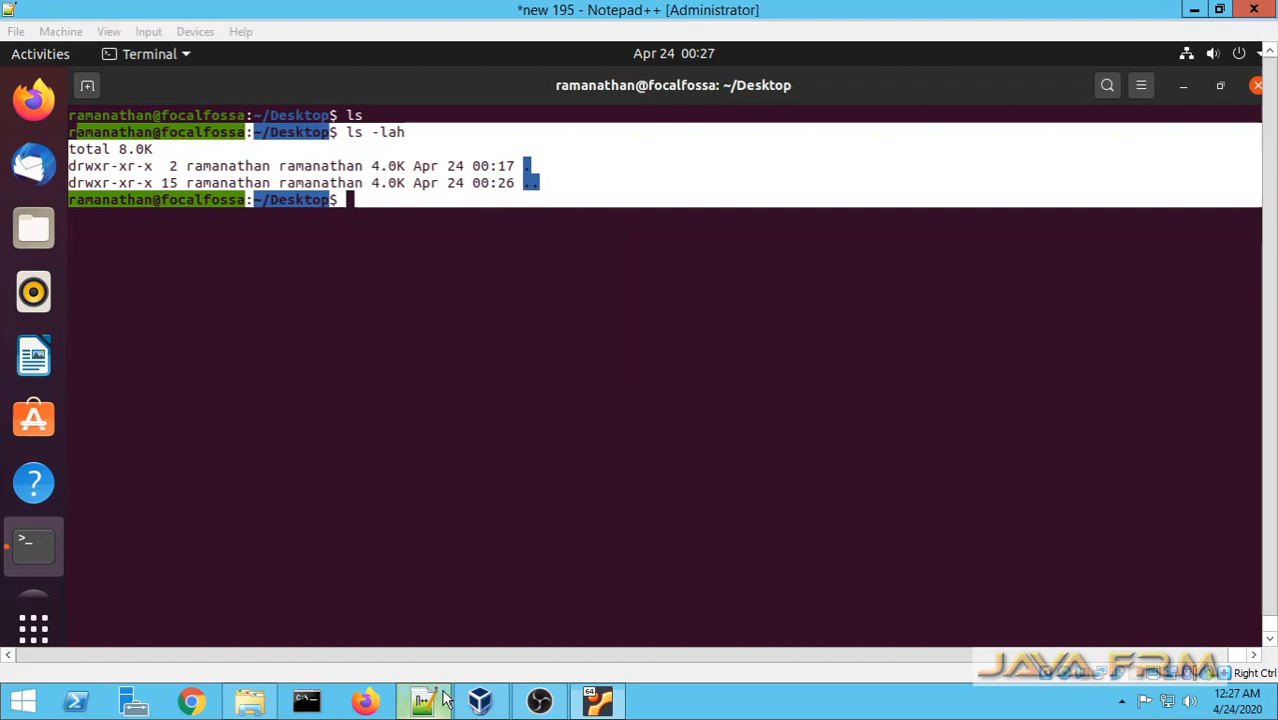 *new 195 - Notepad++ [Administrator]
File Machine View Input Devices Help
Activities Terminal Apr 24 00:27
ramanathan@focalfossa: ~/Desktop
ramanathan@focalfossa:~/Desktop$ ls
ramanathan@focalfossa:~/Desktop$ ls -lah
total 8.0K
drwxr-xr-x 2 ramanathan ramanathan 4.0K Apr 24 00:17 .
drwxr-xr-x 15 ramanathan ramanathan 4.0K Apr 24 00:26 ..
ramanathan@focalfossa:~/Desktop$
JAVA FRM
Right Ctrl
12:27 AM
4/24/2020